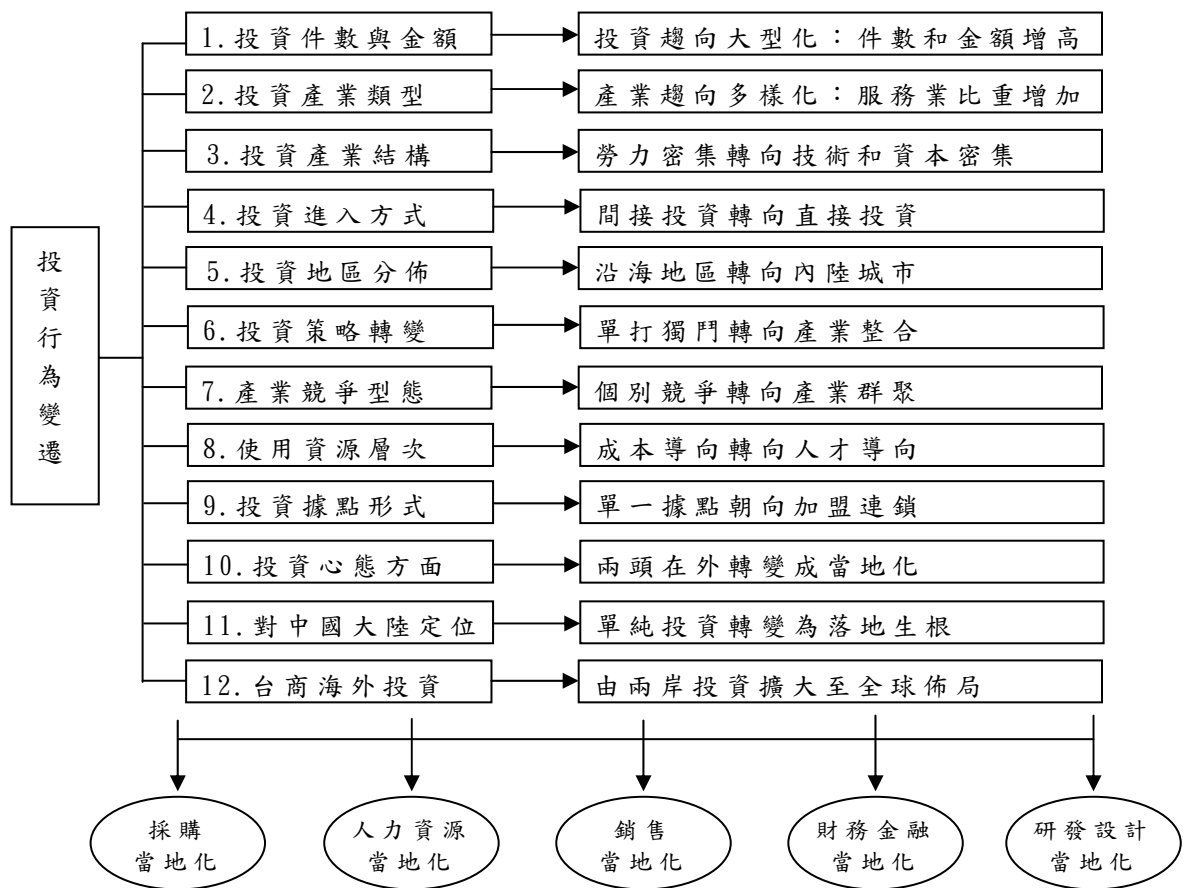 1.投資件數與金額
投資趨向大型化：件數和金額增高
2.投資產業類型
產業趨向多樣化：服務業比重增加
3.投資產業結構
勞力密集轉向技術和資本密集
4.投資進入方式
間接投資轉向直接投資
5.投資地區分佈
沿海地區轉向內陸城市
6.投資策略轉變
單打獨鬥轉向產業整合
7.產業競爭型態
個別競爭轉向產業群聚
8.使用資源層次
成本導向轉向人才導向
9.投資據點形式
單一據點朝向加盟連鎖
10.投資心態方面
兩頭在外轉變成當地化
11.對中國大陸定位
單純投資轉變為落地生根
12.台商海外投資
由兩岸投資擴大至全球佈局
投資行為變遷
採購
當地化
人力資源
當地化
銷售
當地化
財務金融
當地化
研發設計
當地化